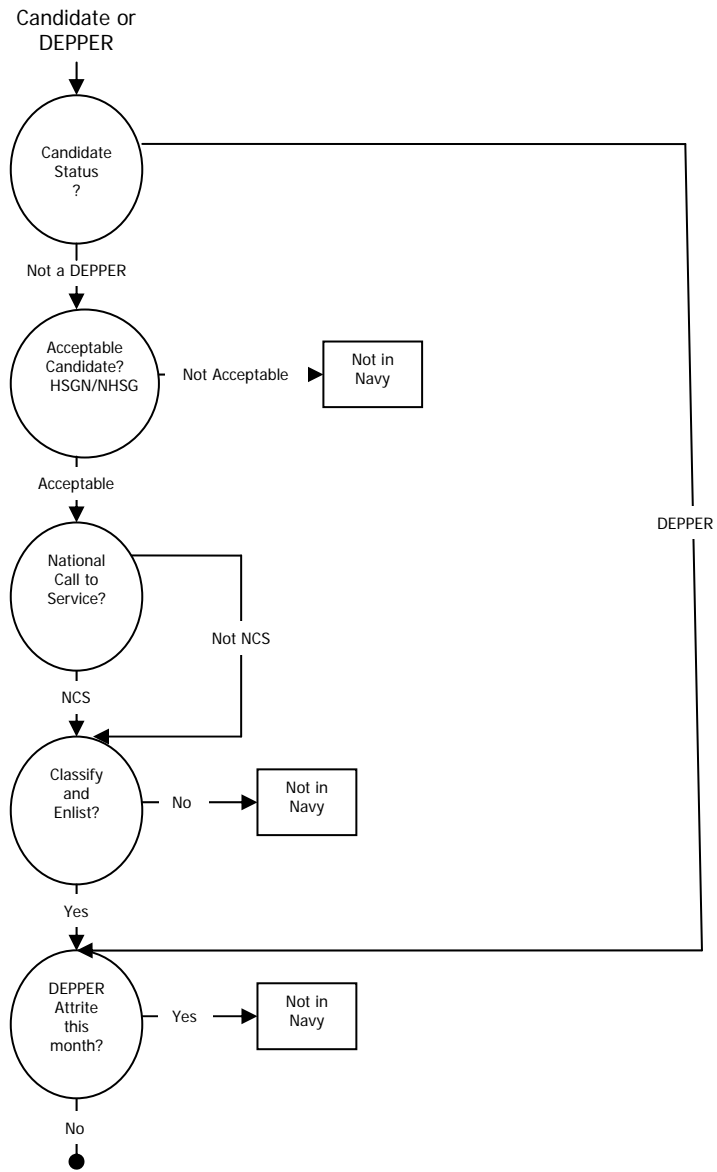 Candidate or
DEPPER
Candidate
Status
?
Not a DEPPER
Acceptable
Candidate?
HSGN/NHSG
Not Acceptable
Not in
Navy
Acceptable
DEPPER
National
Call to
Service?
Not NCS
NCS
Classify
and
Enlist?
No
Not in
Navy
Yes
DEPPER
Attrite
this
month?
Yes
Not in
Navy
No